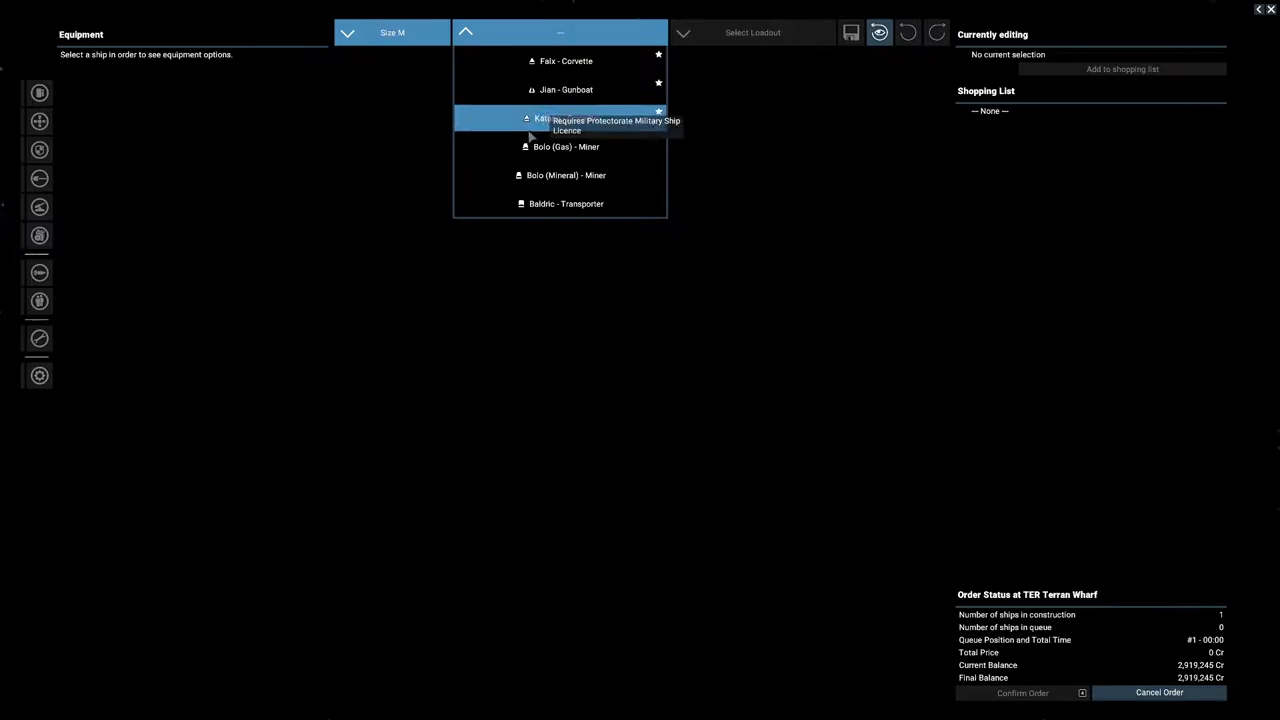 Equipment
Select a ship in order to see equipment options.
Size M
--
Select Loadout
Falx - Corvette
Jian - Gunboat
Requires Protectorate Military Ship
Licence
Bolo (Gas) - Miner
Bolo (Mineral) - Miner
Baldric - Transporter
Currently editing
No current selection
Add to shopping list
Shopping List
--- None ---
Order Status at TER Terran Wharf
Number of ships in construction 1
Number of ships in queue 0
Queue Position and Total Time #1 - 00:00
Total Price 0 Cr
Current Balance 2,919,245 Cr
Final Balance 2,919,245 Cr
Confirm Order
Cancel Order